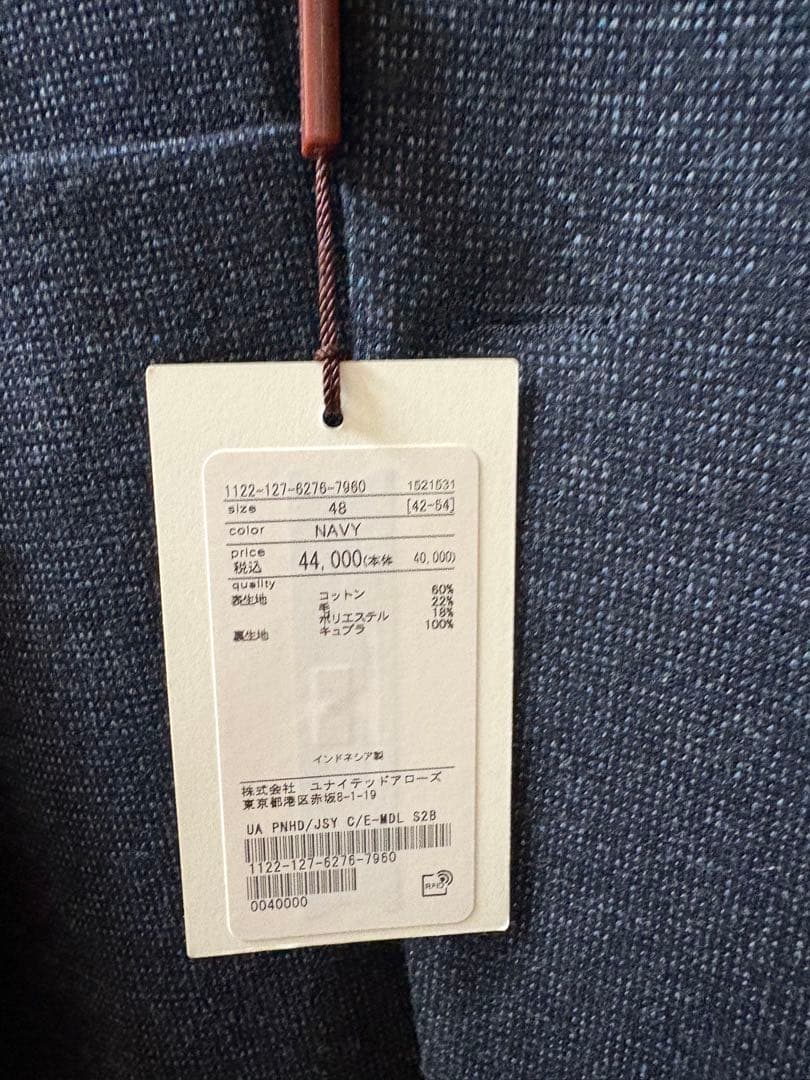 1122-127-6276-7960 1521531
size 48 [42-54]
color NAVY
price
税込 44,000(本体 40,000)
quality
表生地 コットン 60%
毛 22%
ポリエステル 18%
裏生地 キュプラ 100%
インドネシア製
株式会社 ユナイテッドアローズ
東京都港区赤坂8-1-19
UA PNHD/JSY C/E-MDL S2B
1122-127-6276-7960
0040000
RFID